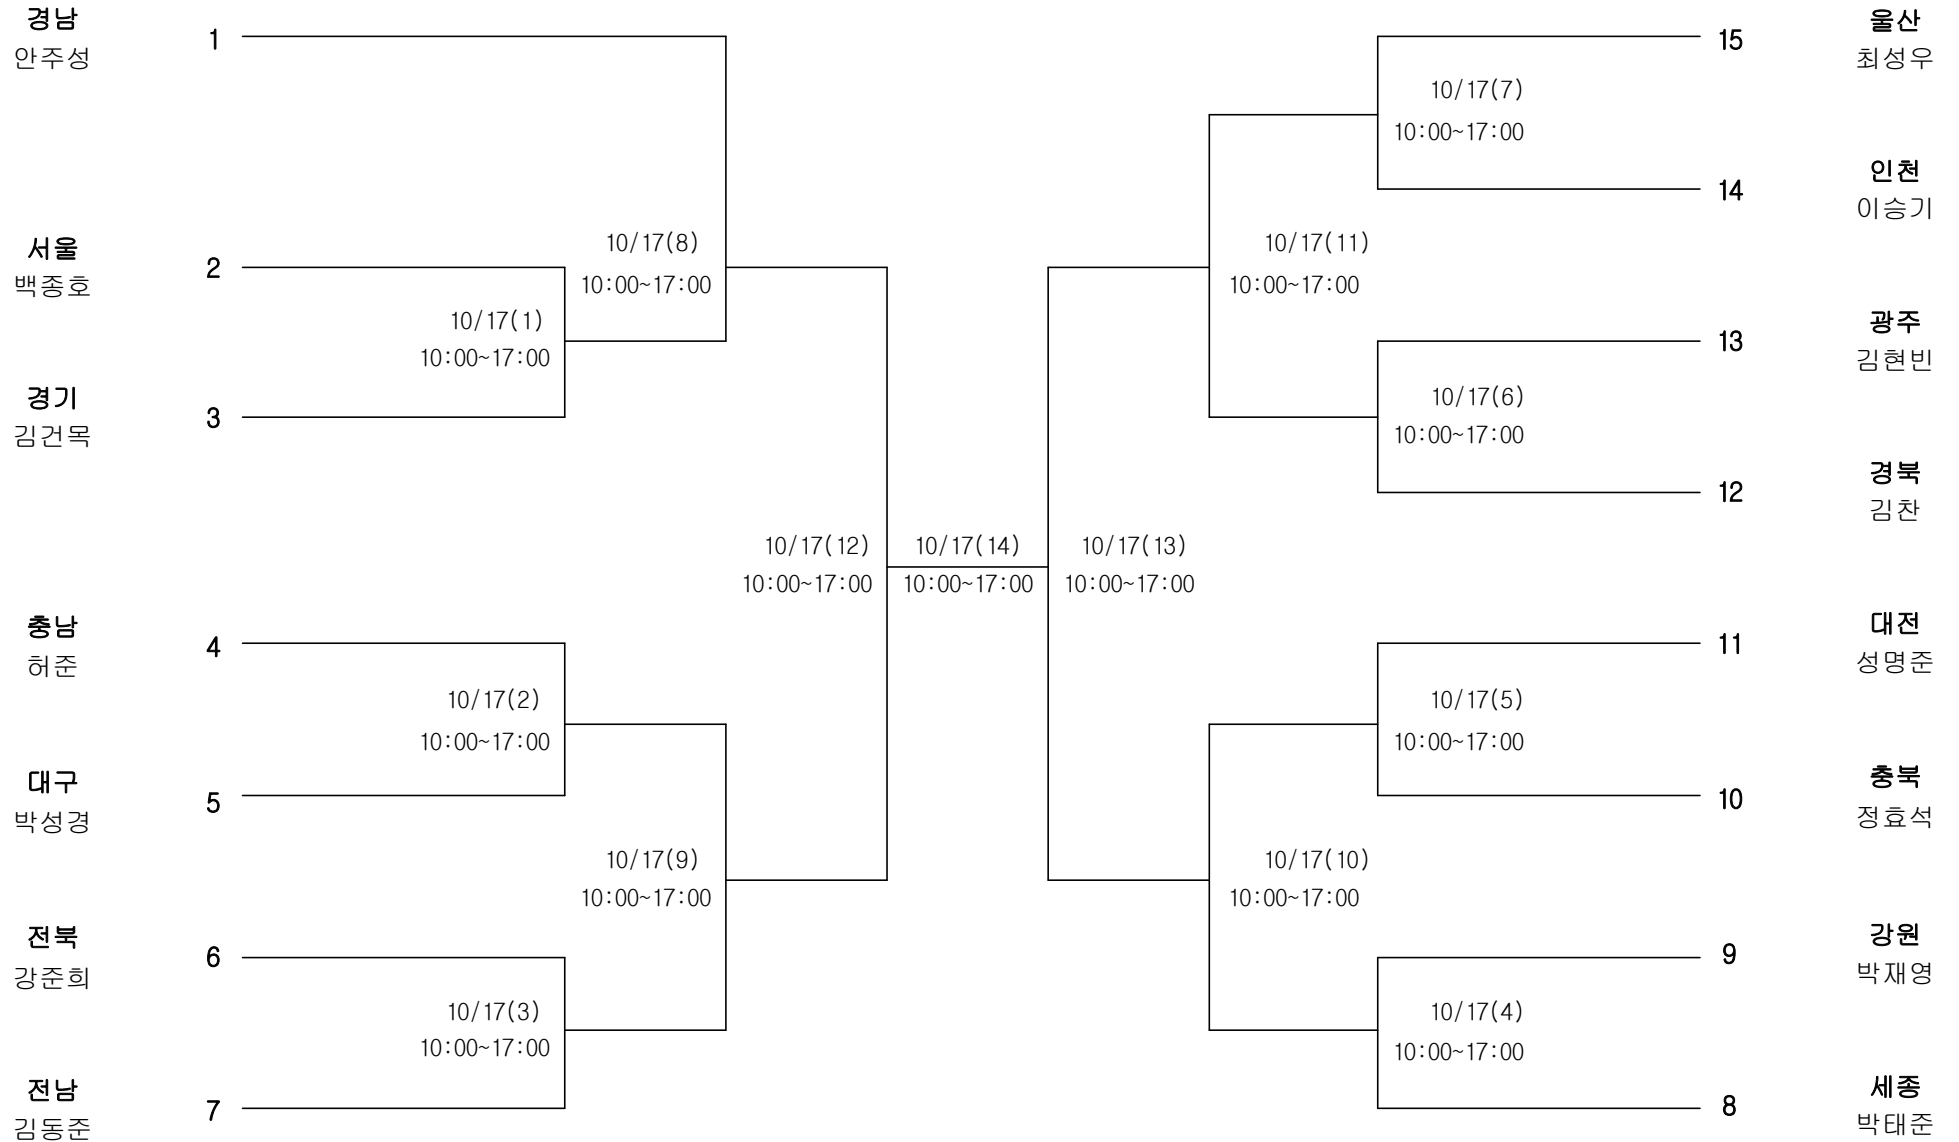 경남
안주성
1
서울
백종호
2
경기
김건목
3
10/17(1)
10:00~17:00
10/17(8)
10:00~17:00
충남
허준
4
대구
박성경
5
10/17(2)
10:00~17:00
전북
강준희
6
전남
김동준
7
10/17(3)
10:00~17:00
10/17(9)
10:00~17:00
10/17(12)
10:00~17:00
10/17(14)
10:00~17:00
10/17(13)
10:00~17:00
15
울산
최성우
10/17(7)
10:00~17:00
14
인천
이승기
10/17(11)
10:00~17:00
13
광주
김현빈
10/17(6)
10:00~17:00
12
경북
김찬
11
대전
성명준
10/17(5)
10:00~17:00
10
충북
정효석
10/17(10)
10:00~17:00
9
강원
박재영
10/17(4)
10:00~17:00
8
세종
박태준